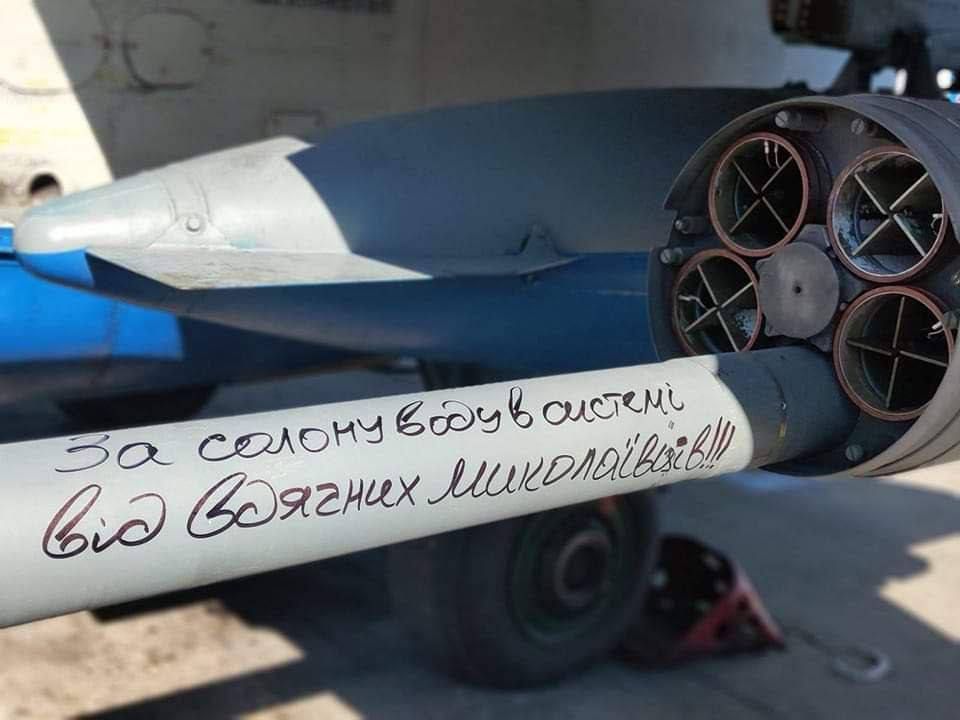 За солону воду в системі
від вдячних миколаївців!!!